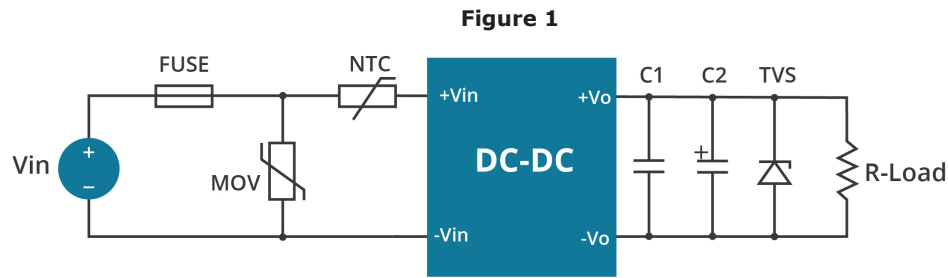 Figure 1
FUSE
NTC
C1
C2
TVS
+Vin
+Vo
+
+
Vin
DC-DC
R-Load
MOV
−
-Vin
-Vo